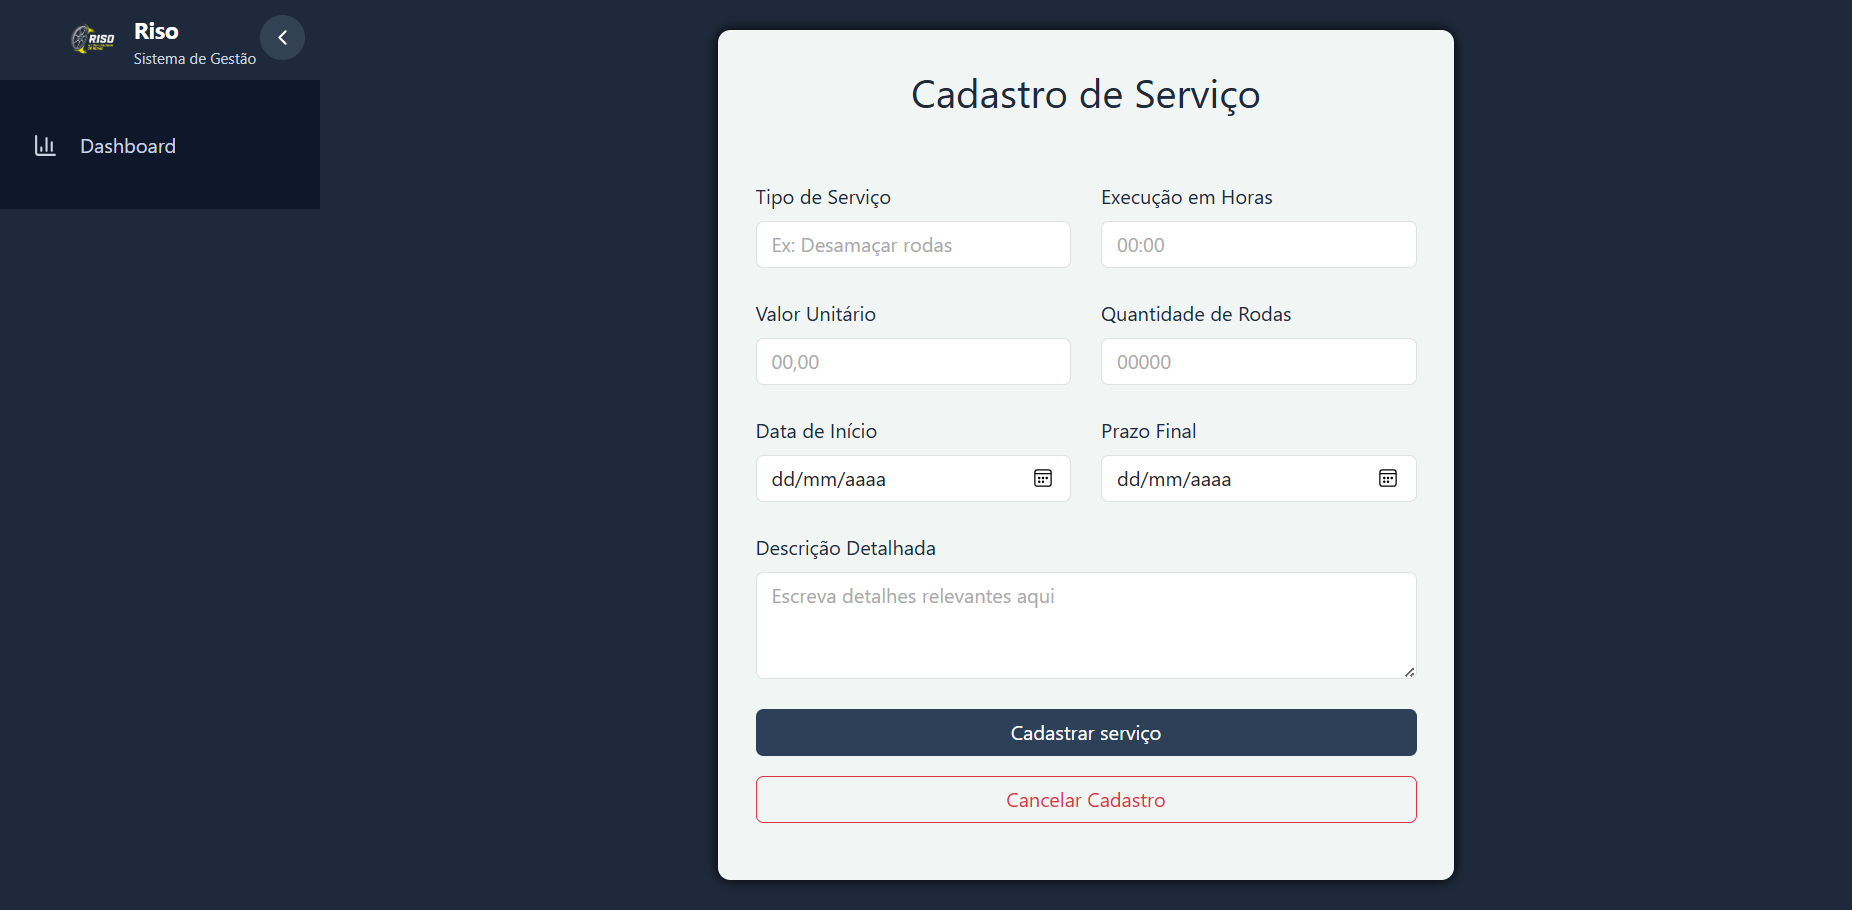 RISO
Riso
Sistema de Gestão
Dashboard
Cadastro de Serviço
Tipo de Serviço
Execução em Horas
Ex: Desamaçar rodas
00:00
Valor Unitário
Quantidade de Rodas
00,00
00000
Data de Início
Prazo Final
dd/mm/aaaa
dd/mm/aaaa
Descrição Detalhada
Escreva detalhes relevantes aqui
Cadastrar serviço
Cancelar Cadastro